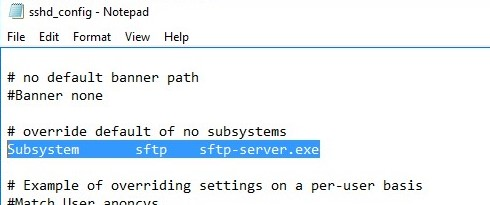 sshd_config - Notepad
File Edit Format View Help
# no default banner path
#Banner none
# override default of no subsystems
Subsystem sftp sftp-server.exe
# Example of overriding settings on a per-user basis
#Match User anoncvs